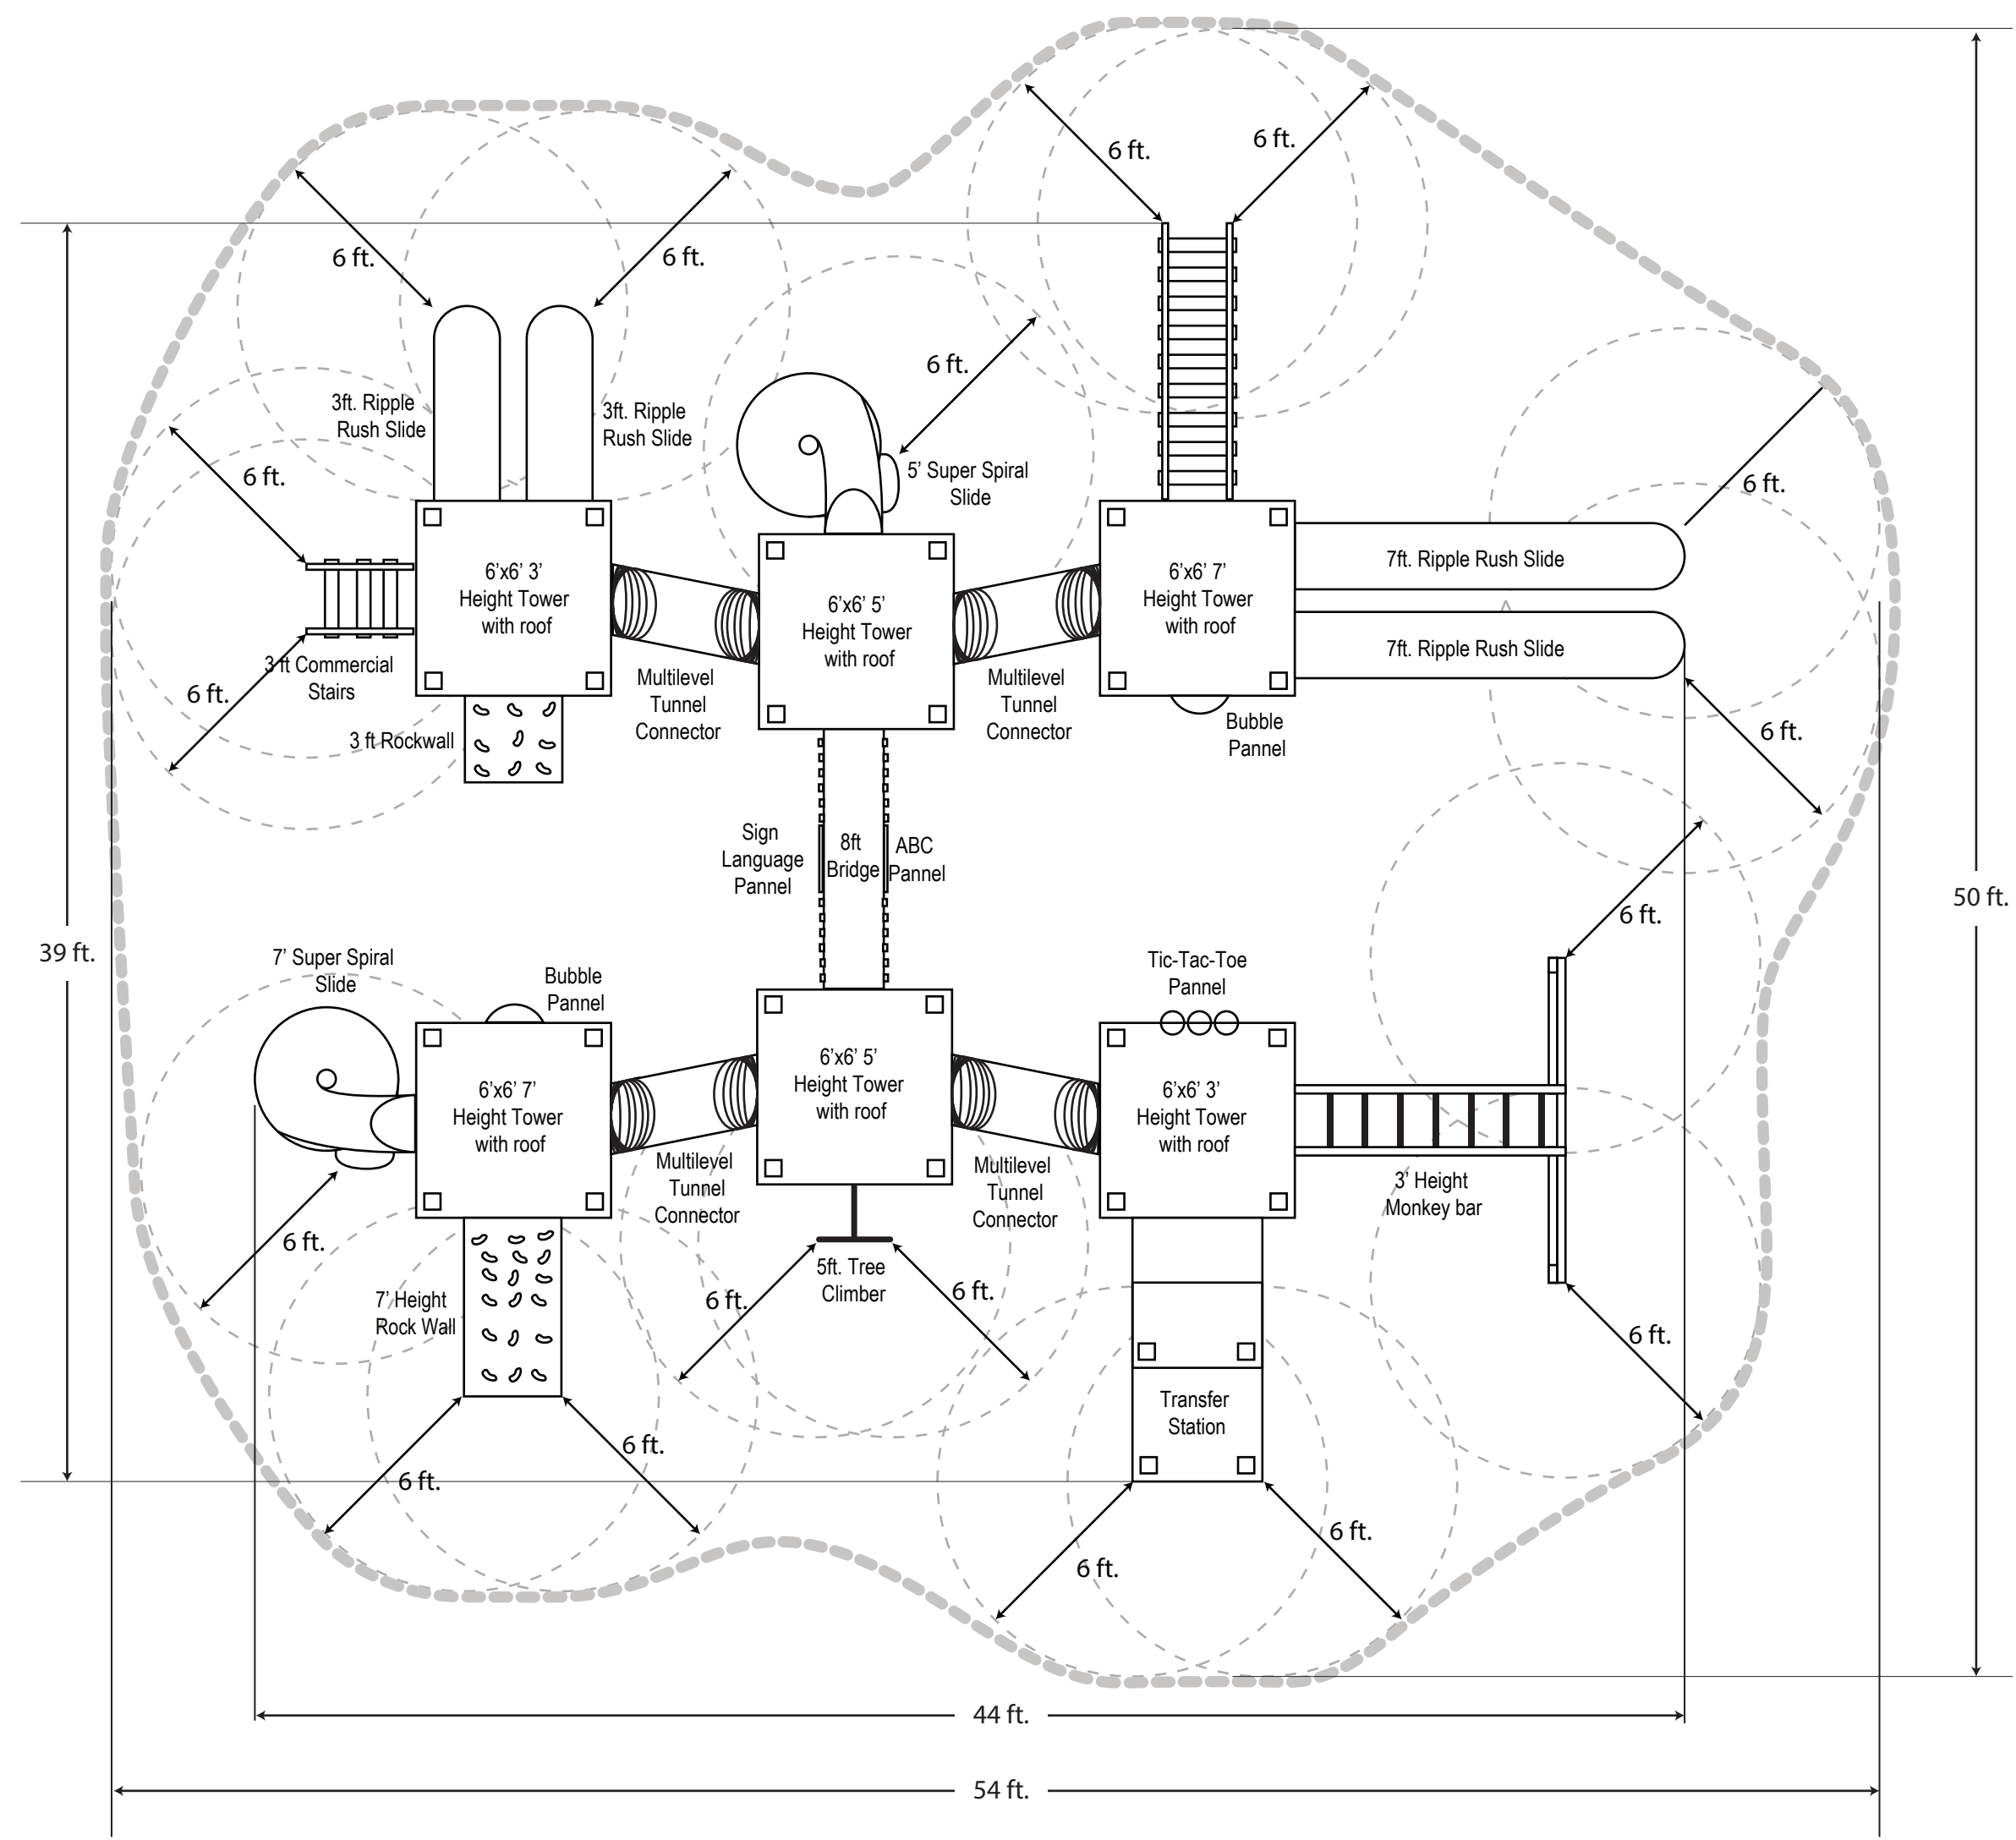 6 ft.
6 ft.
6 ft.
6 ft.
6 ft.
3ft. Ripple
Rush Slide
3ft. Ripple
Rush Slide
6 ft.
5’ Super Spiral
Slide
6 ft.
6’x6’ 3’
Height Tower
with roof
6’x6’ 5’
Height Tower
with roof
6’x6’ 7’
Height Tower
with roof
7ft. Ripple Rush Slide
7ft. Ripple Rush Slide
3 ft Commercial
Stairs
6 ft.
Multilevel
Tunnel
Connector
Multilevel
Tunnel
Connector
Bubble
Pannel
6 ft.
3 ft Rockwall
Sign
Language
Pannel
8ft
Bridge
ABC
Pannel
50 ft.
6 ft.
39 ft.
7’ Super Spiral
Slide
Bubble
Pannel
Tic-Tac-Toe
Pannel
6’x6’ 7’
Height Tower
with roof
6’x6’ 5’
Height Tower
with roof
6’x6’ 3’
Height Tower
with roof
Multilevel
Tunnel
Connector
Multilevel
Tunnel
Connector
3’ Height
Monkey bar
6 ft.
7’ Height
Rock Wall
6 ft.
5ft. Tree
Climber
6 ft.
6 ft.
Transfer
Station
6 ft.
6 ft.
6 ft.
6 ft.
44 ft.
54 ft.